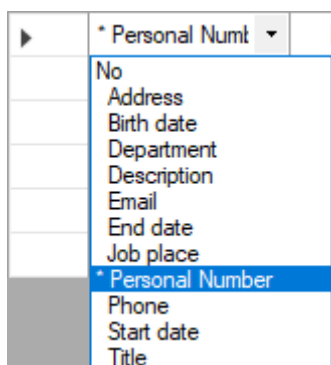 * Personal Numb
No
Address
Birth date
Department
Description
Email
End date
Job place
* Personal Number
Phone
Start date
Title